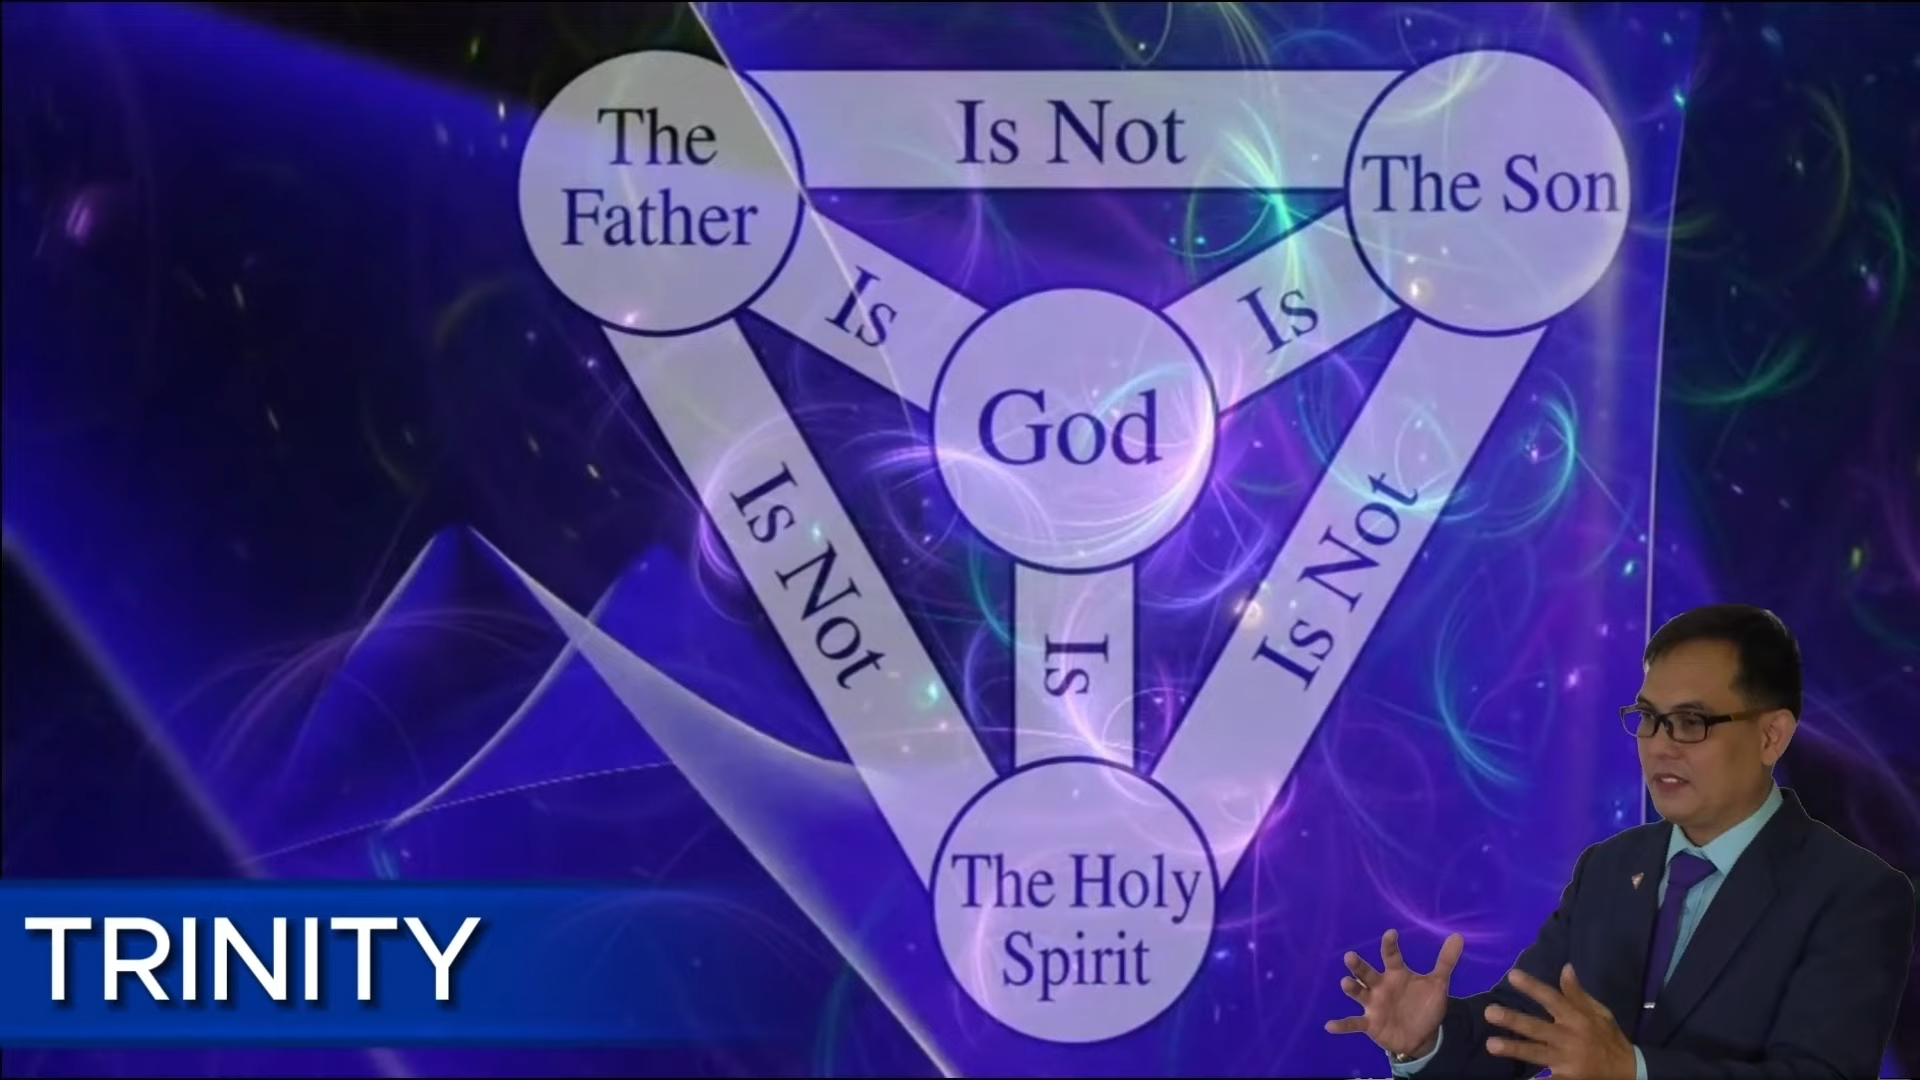 The
Father
Is Not
The Son
Is
Is
God
Is Not
Is
Is Not
The Holy
Spirit
TRINITY